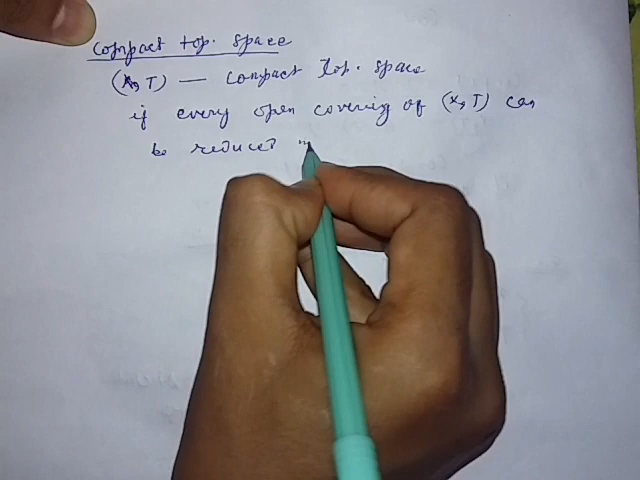 Compact top. space
(X, T) — Compact Top. space
if every open covering of (X, T) can
be reduced